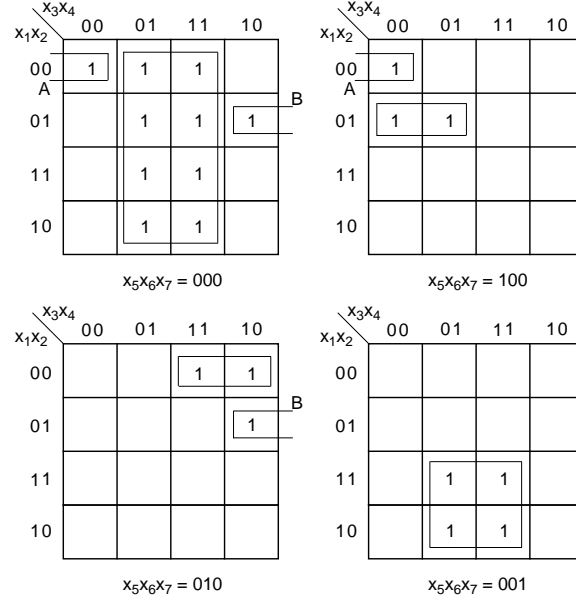 x3x4 x3x4
x1x2 00 01 11 10 x1x2 00 01 11 10
00 1 1 1 00 1
A A
B
01 1 1 1 01 1 1
11 1 1 11
10 1 1 10
x5x6x7 = 000 x5x6x7 = 100
x3x4 x3x4
x1x2 00 01 11 10 x1x2 00 01 11 10
00 1 1 00
B
01 1 01
11 11 1 1
10 10 1 1
x5x6x7 = 010 x5x6x7 = 001